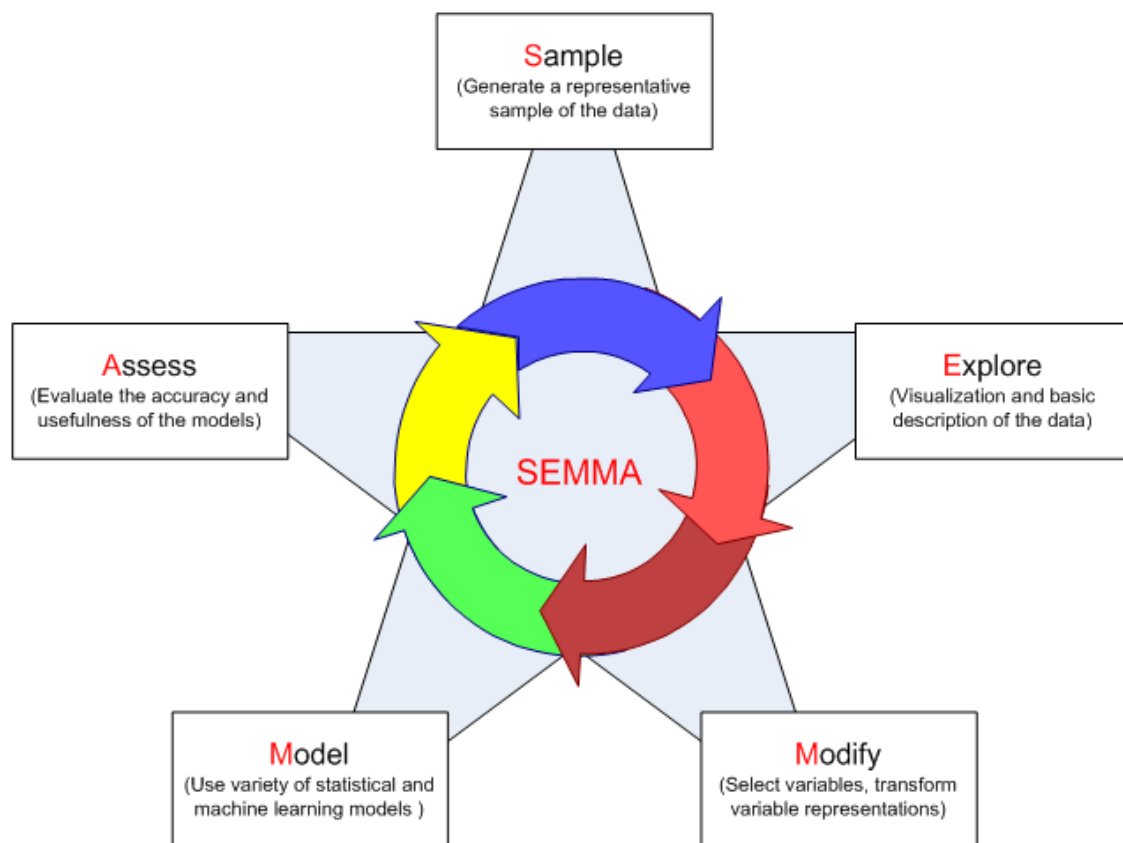 Sample
(Generate a representative
sample of the data)
Assess
(Evaluate the accuracy and
usefulness of the models)
Explore
(Visualization and basic
description of the data)
SEMMA
Model
(Use variety of statistical and
machine learning models )
Modify
(Select variables, transform
variable representations)